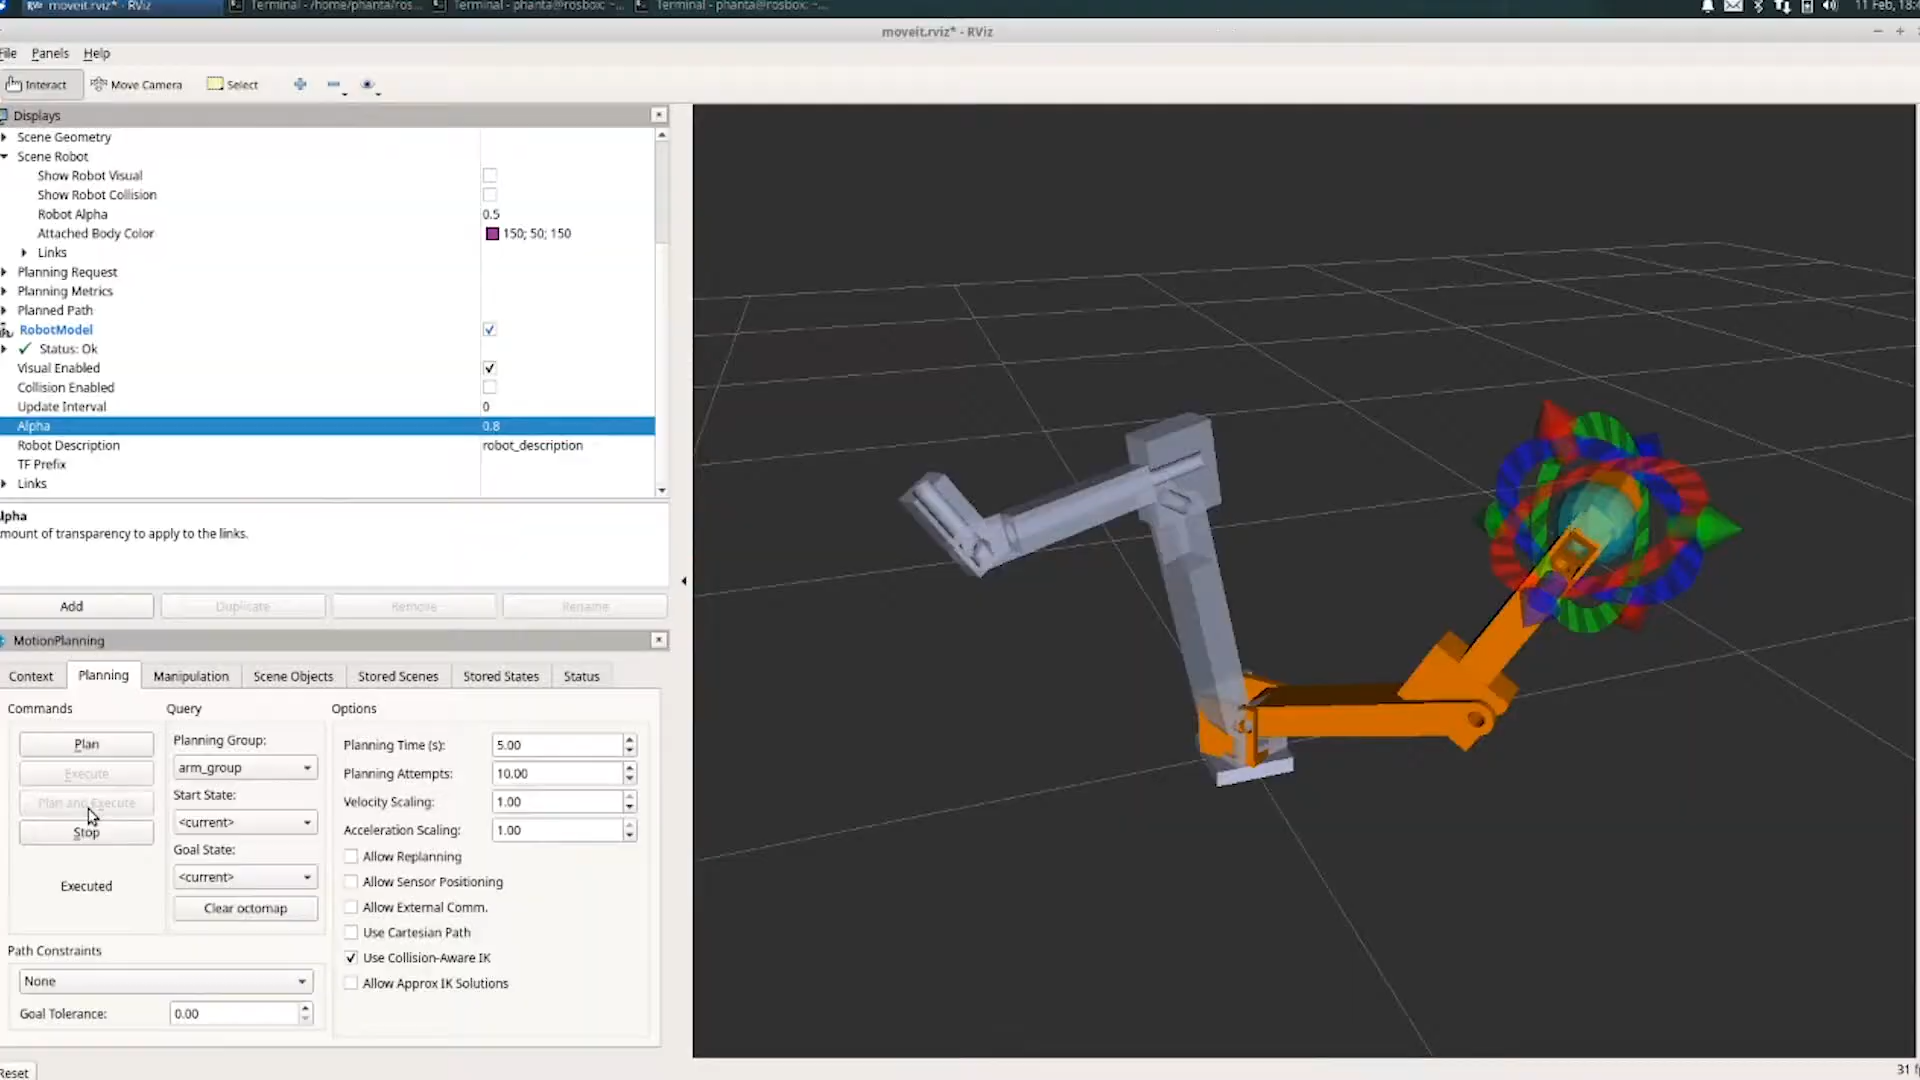 moveit.rviz* - RViz
Terminal - /home/phanta/ros...
Terminal - phanta@rosbox: ~...
Terminal - phanta@rosbox: ~...
11 Feb, 18:
moveit.rviz* - RViz
File Panels Help
Interact Move Camera Select
Displays
Scene Geometry
Scene Robot
Show Robot Visual
Show Robot Collision
Robot Alpha 0.5
Attached Body Color 150; 50; 150
Links
Planning Request
Planning Metrics
Planned Path
RobotModel
Status: Ok
Visual Enabled
Collision Enabled
Update Interval 0
Alpha 0.8
Robot Description robot_description
TF Prefix
Links
lpha
mount of transparency to apply to the links.
Add Duplicate Remove Rename
MotionPlanning
Context Planning Manipulation Scene Objects Stored Scenes Stored States Status
Commands
Plan
Execute
Plan and Execute
Stop
Executed
Query
Planning Group:
arm_group
Start State:
<current>
Goal State:
<current>
Clear octomap
Options
Planning Time (s): 5.00
Planning Attempts: 10.00
Velocity Scaling: 1.00
Acceleration Scaling: 1.00
Allow Replanning
Allow Sensor Positioning
Allow External Comm.
Use Cartesian Path
Use Collision-Aware IK
Allow Approx IK Solutions
Path Constraints
None
Goal Tolerance: 0.00
Reset
31 f